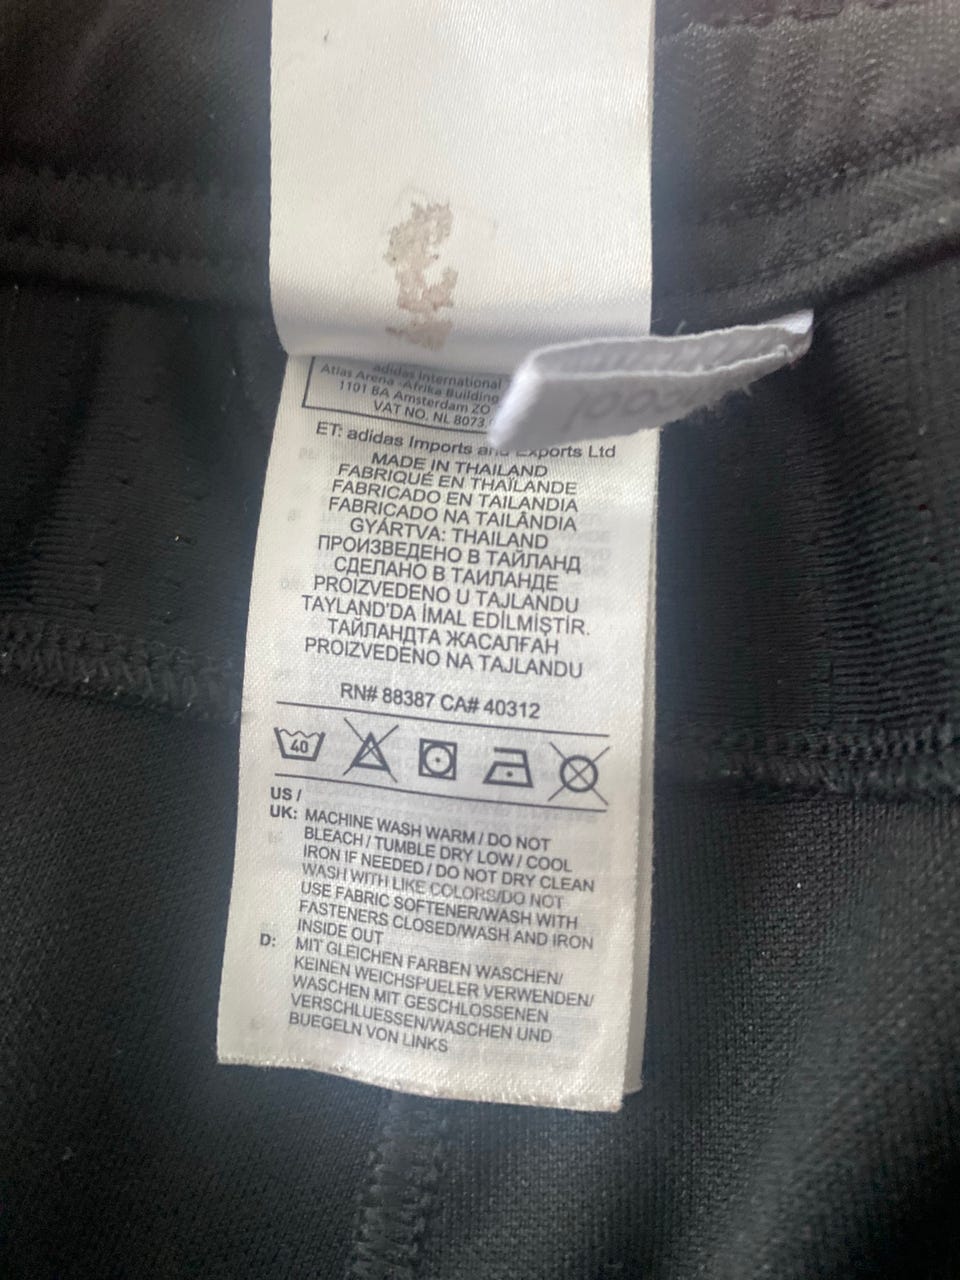 adidas International
Atlas Arena -Afrika Building
1101 BA Amsterdam ZO
VAT NO. NL 8073.
ET: adidas Imports and Exports Ltd
MADE IN THAILAND
FABRIQUÉ EN THAÏLANDE
FABRICADO EN TAILANDIA
FABRICADO NA TAILÂNDIA
GYÁRTVA: THAILAND
ПРОИЗВЕДЕНО В ТАЙЛАНД
СДЕЛАНО В ТАИЛАНДЕ
PROIZVEDENO U TAJLANDU
TAYLAND'DA İMAL EDİLMİŞTİR.
ТАЙЛАНДТА ЖАСАЛҒАН
PROIZVEDENO NA TAJLANDU
RN# 88387 CA# 40312
40
US /
UK: MACHINE WASH WARM / DO NOT
BLEACH / TUMBLE DRY LOW / COOL
IRON IF NEEDED / DO NOT DRY CLEAN
WASH WITH LIKE COLORS/DO NOT
USE FABRIC SOFTENER/WASH WITH
FASTENERS CLOSED/WASH AND IRON
INSIDE OUT
D: MIT GLEICHEN FARBEN WASCHEN/
KEINEN WEICHSPUELER VERWENDEN/
WASCHEN MIT GESCHLOSSENEN
VERSCHLUESSEN/WASCHEN UND
BUEGELN VON LINKS